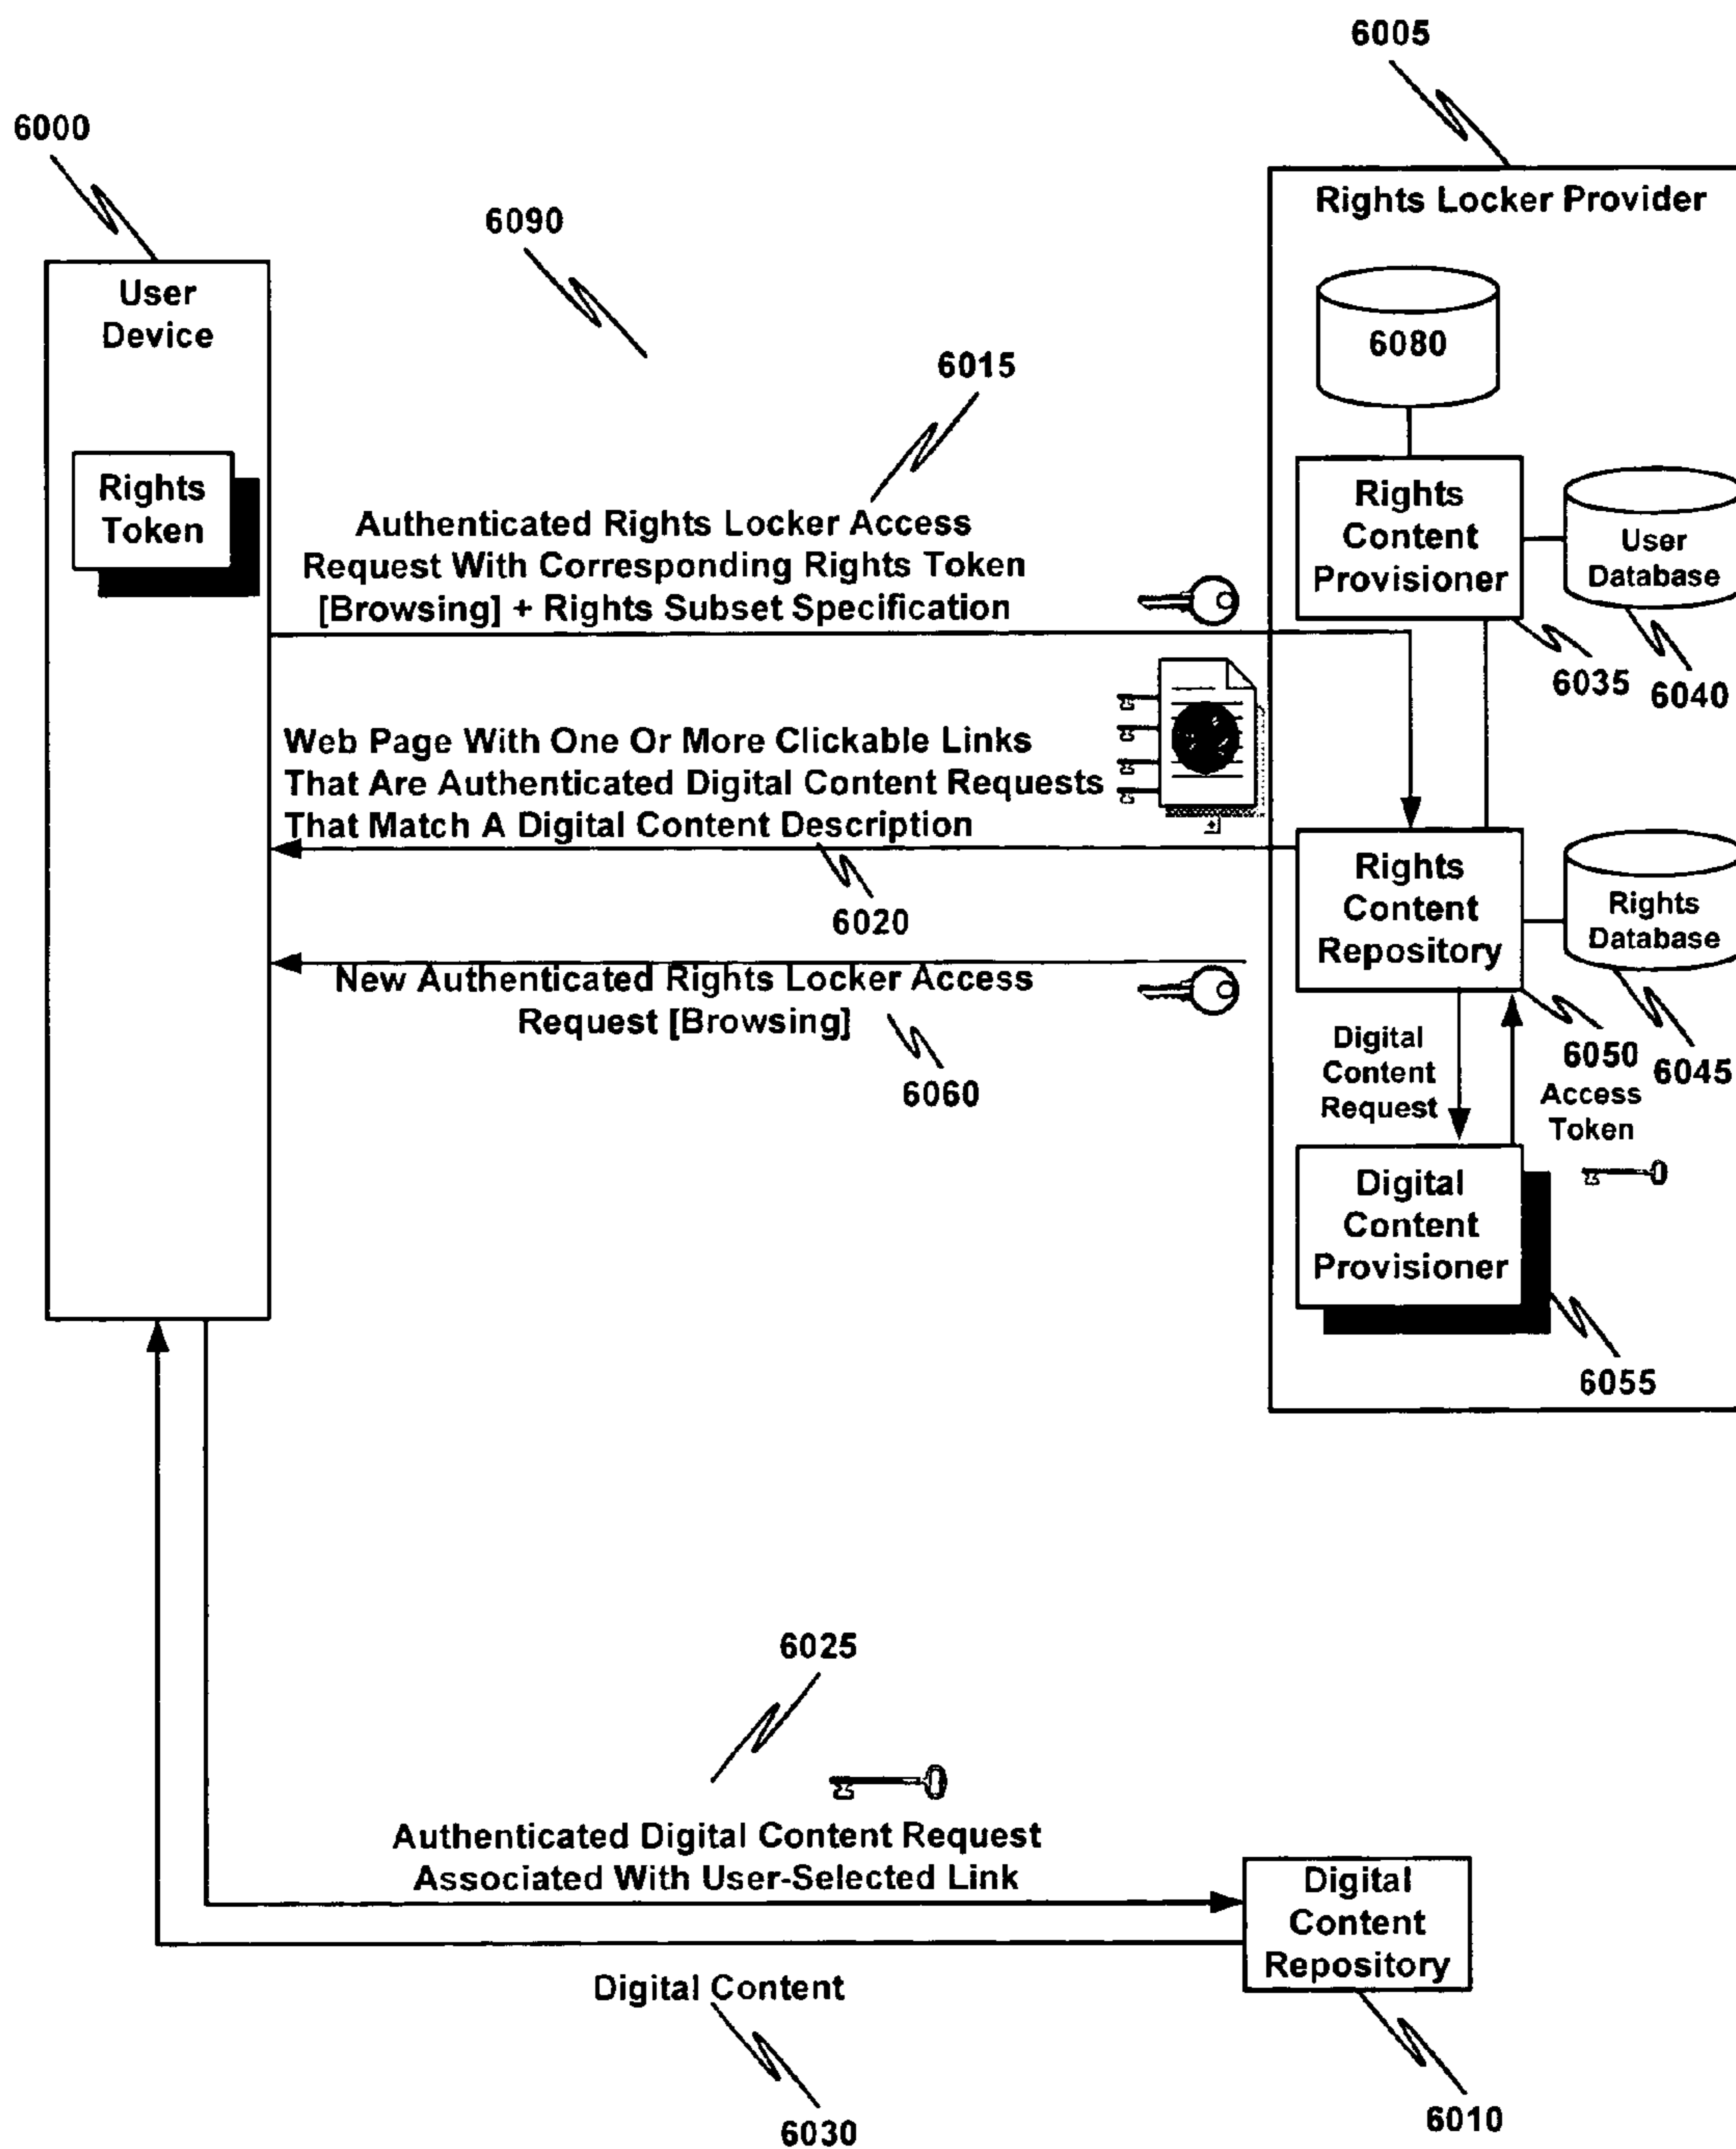 6005
6000
Rights Locker Provider
6090
User
Device
6080
6015
Rights
Token
Rights
Content
Provisioner
User
Database
Authenticated Rights Locker Access
Request With Corresponding Rights Token
[Browsing] + Rights Subset Specification
6035
6040
Web Page With One Or More Clickable Links
That Are Authenticated Digital Content Requests
That Match A Digital Content Description
Rights
Content
Repository
Rights
Database
6020
New Authenticated Rights Locker Access
Request [Browsing]
6060
Digital
Content
Request
6050
6045
Access
Token
Digital
Content
Provisioner
6055
6025
Authenticated Digital Content Request
Associated With User-Selected Link
Digital
Content
Repository
Digital Content
6030
6010